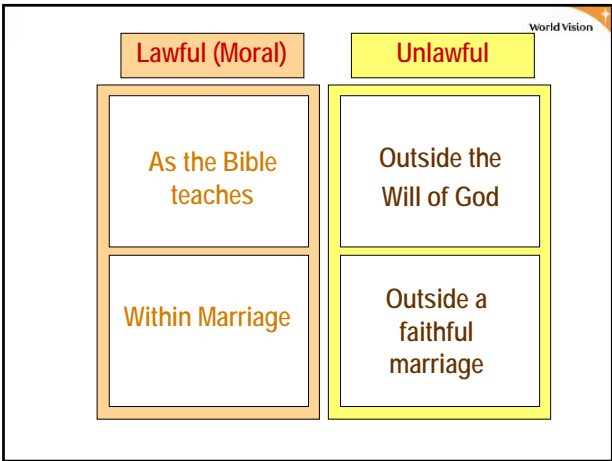 World Vision
Lawful (Moral)
Unlawful
As the Bible
teaches
Outside the
Will of God
Within Marriage
Outside a
faithful
marriage